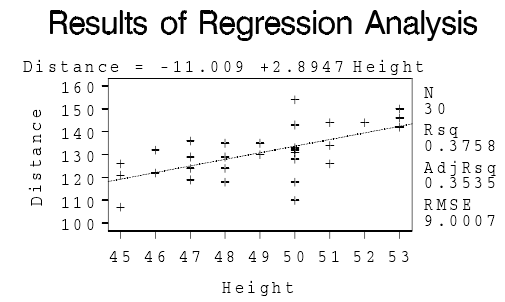 Results of Regression Analysis
Distance = -11.009 +2.8947 Height
160
150
140
130
120
110
100
Distance
N
30
Rsq
0.3758
AdjRsq
0.3535
RMSE
9.0007
45 46 47 48 49 50 51 52 53
Height